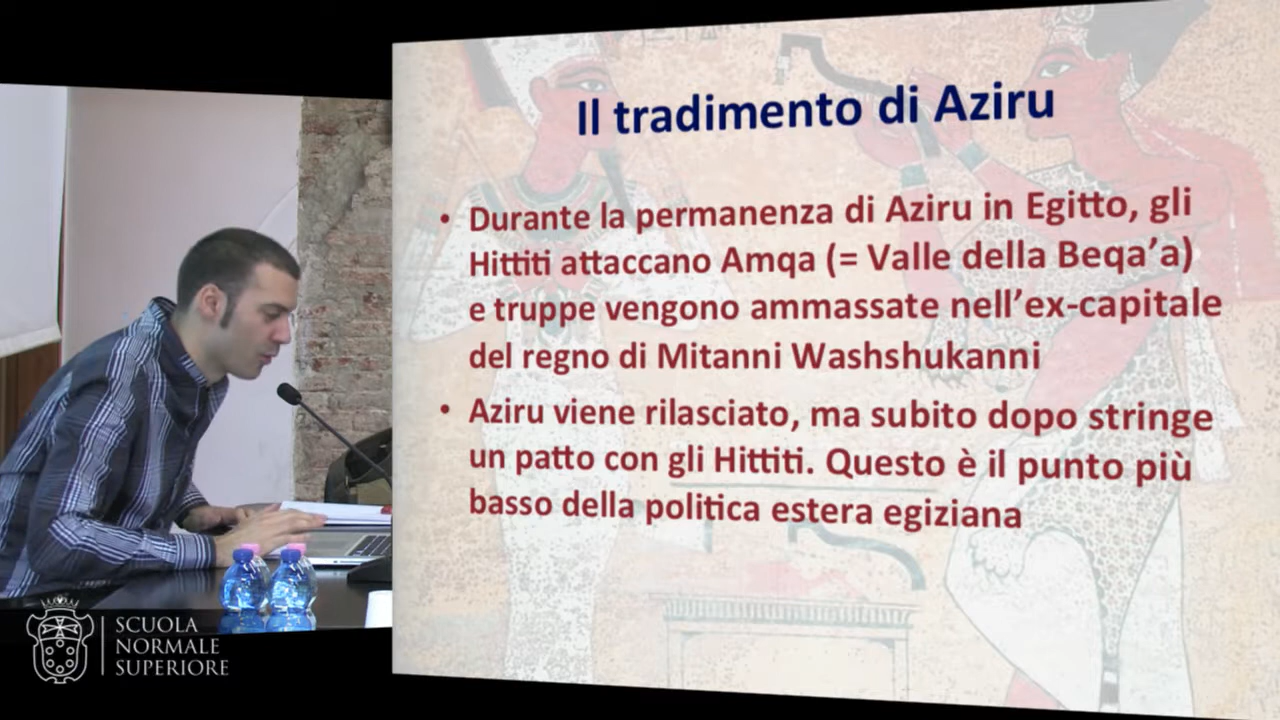 Il tradimento di Aziru
• Durante la permanenza di Aziru in Egitto, gli
Hittiti attaccano Amqa (= Valle della Beqa’a)
e truppe vengono ammassate nell’ex-capitale
del regno di Mitanni Washshukanni
• Aziru viene rilasciato, ma subito dopo stringe
un patto con gli Hittiti. Questo è il punto più
basso della politica estera egiziana
SCUOLA
NORMALE
SUPERIORE